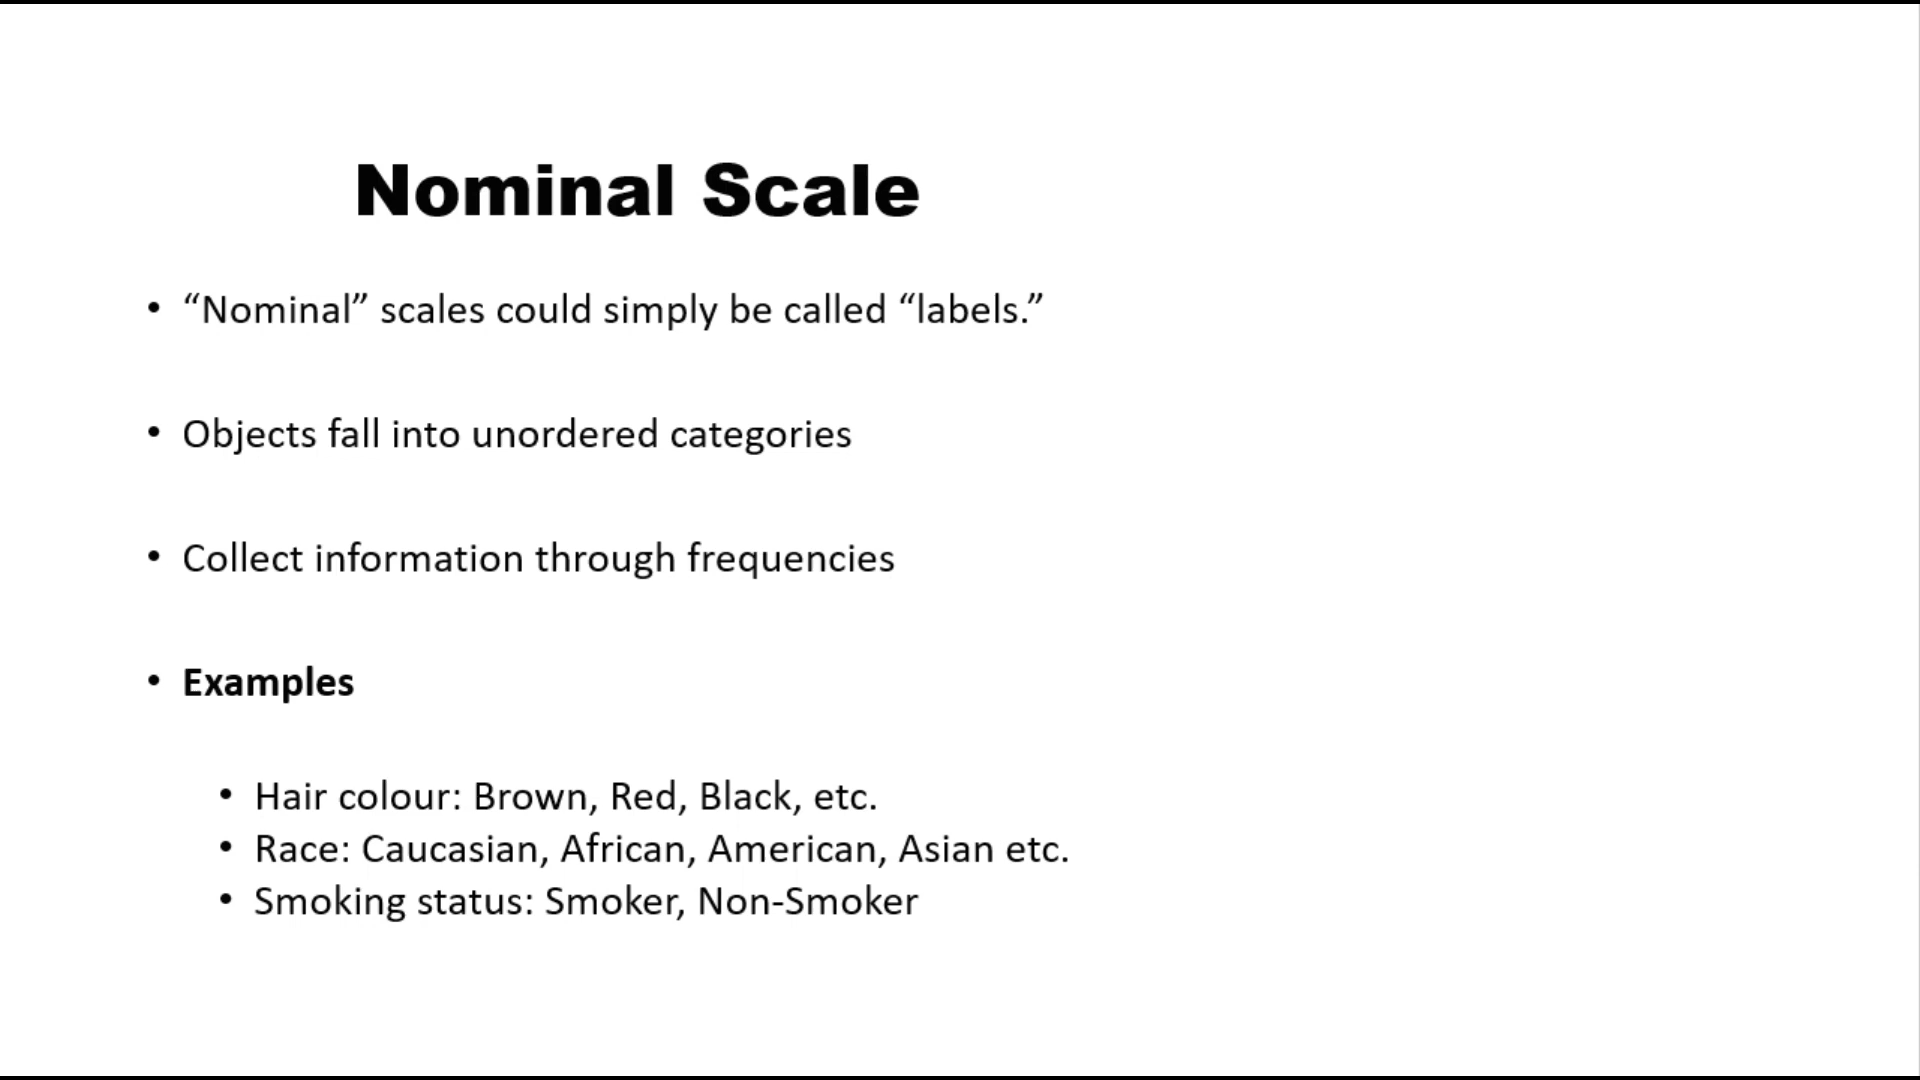 Nominal Scale
• “Nominal” scales could simply be called “labels.”
• Objects fall into unordered categories
• Collect information through frequencies
• Examples
• Hair colour: Brown, Red, Black, etc.
• Race: Caucasian, African, American, Asian etc.
• Smoking status: Smoker, Non-Smoker